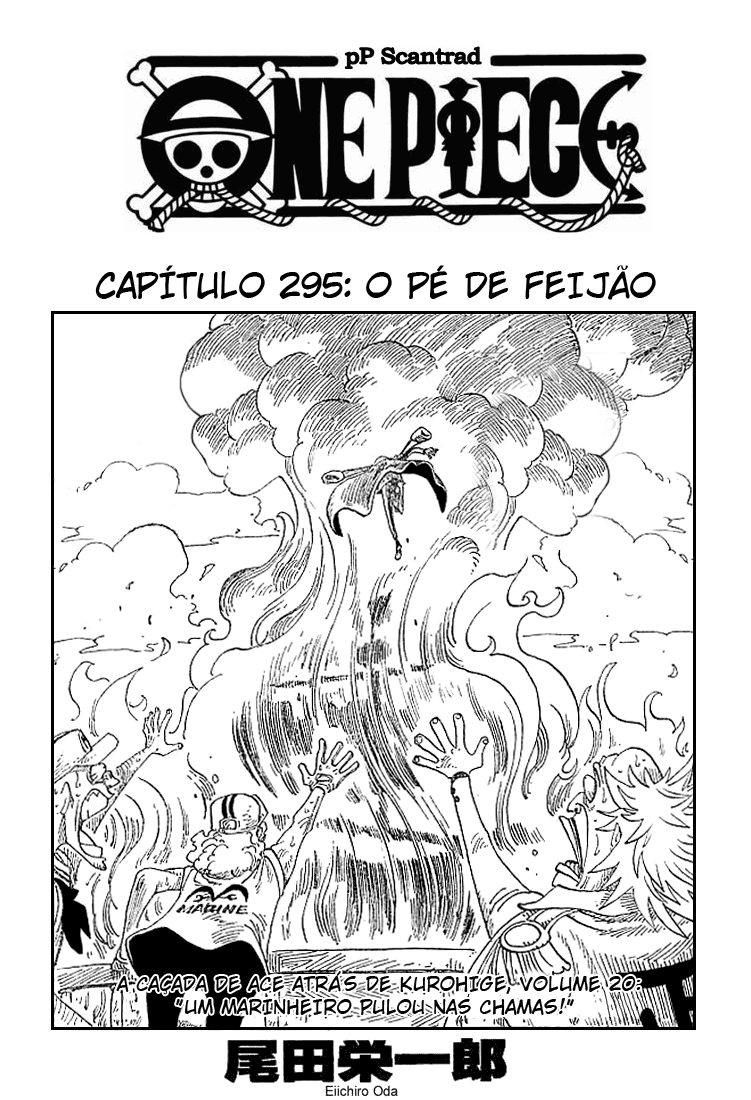 pP Scantrad
ONE PIECE
CAPÍTULO 295: O PÉ DE FEIJÃO
MARINE
A CAÇADA DE ACE ATRÁS DE KUROHIGE, VOLUME 20:
"UM MARINHEIRO PULOU NAS CHAMAS!"
尾田栄一郎
Eiichiro Oda